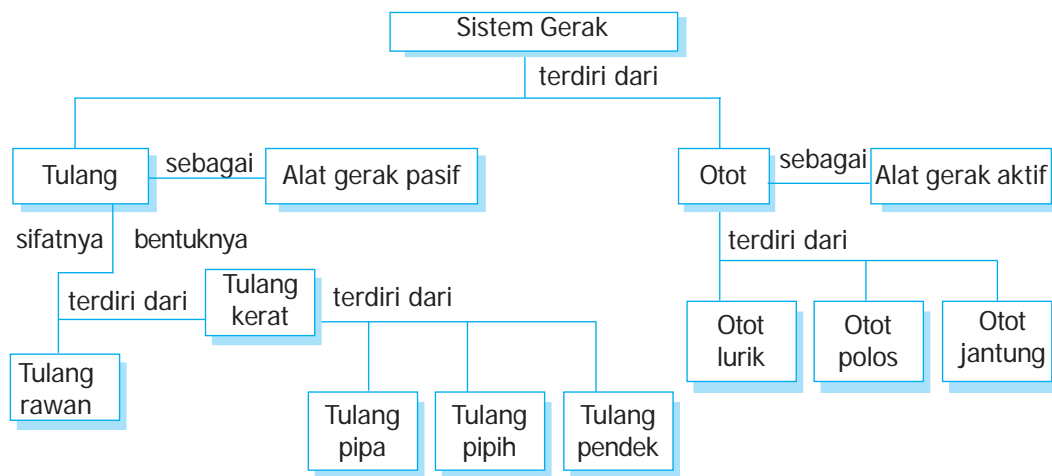 Sistem Gerak
terdiri dari
Tulang
sebagai
Alat gerak pasif
Otot
sebagai
Alat gerak aktif
sifatnya
bentuknya
terdiri dari
terdiri dari
Tulang
kerat
terdiri dari
Tulang
rawan
Otot
lurik
Otot
polos
Otot
jantung
Tulang
pipa
Tulang
pipih
Tulang
pendek